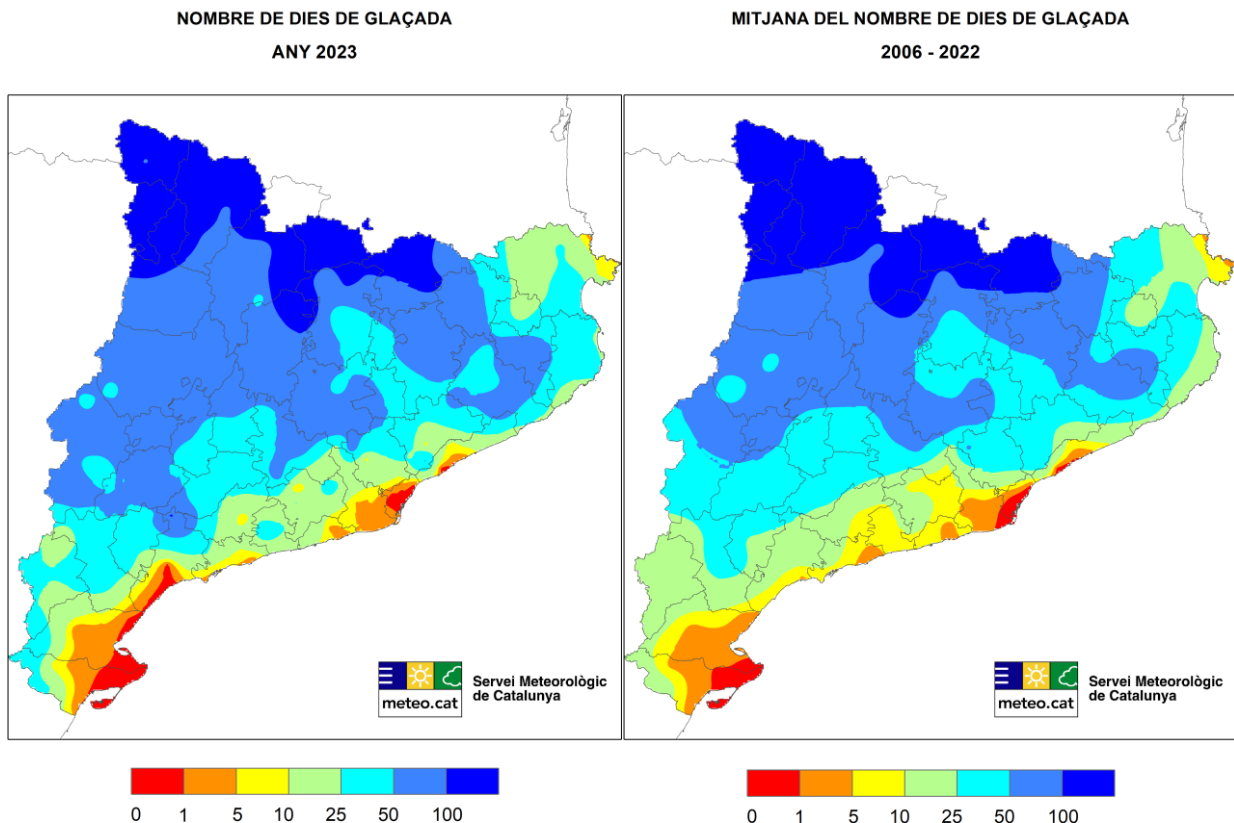 NOMBRE DE DIES DE GLAÇADA
ANY 2023
MITJANA DEL NOMBRE DE DIES DE GLAÇADA
2006 - 2022
meteo.cat
Servei Meteorològic
de Catalunya
meteo.cat
Servei Meteorològic
de Catalunya
0 1 5 10 25 50 100
0 1 5 10 25 50 100